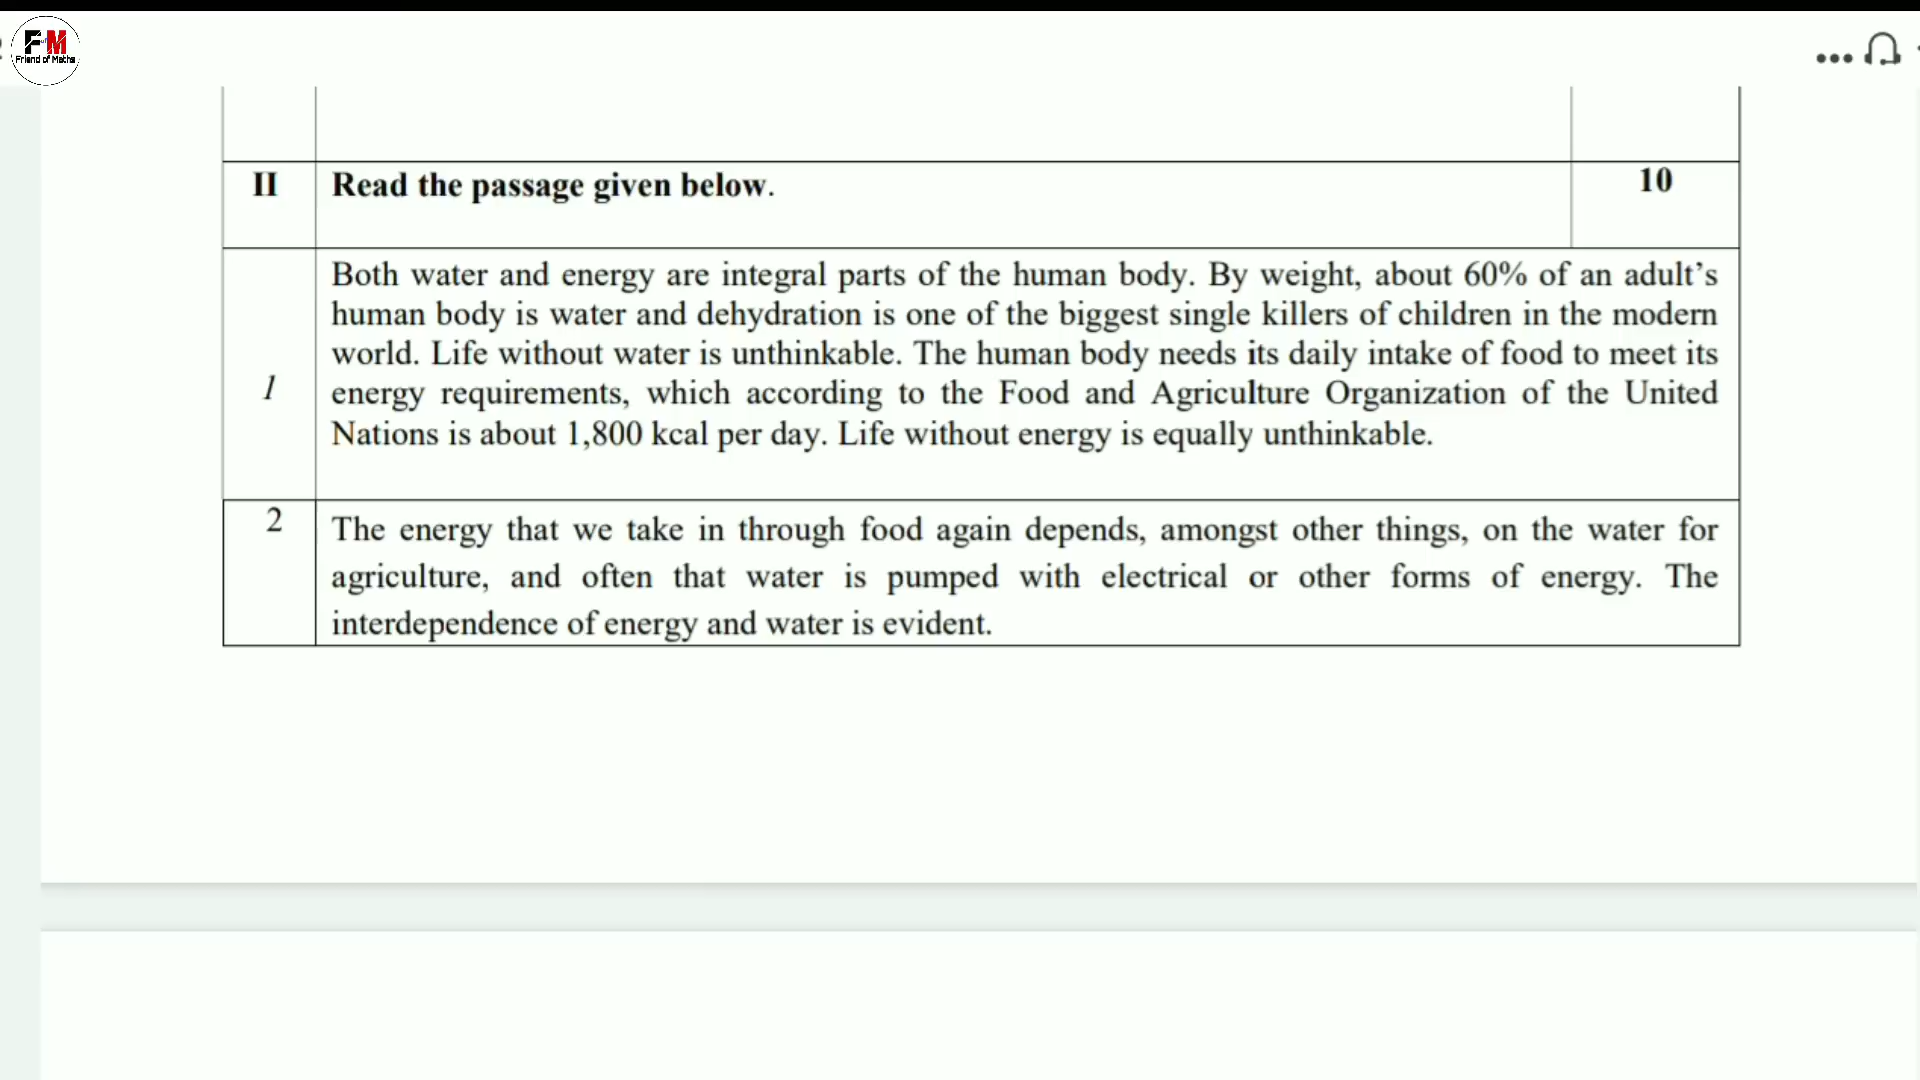 FM
Friend of Maths
II Read the passage given below. 10
Both water and energy are integral parts of the human body. By weight, about 60% of an adult's
human body is water and dehydration is one of the biggest single killers of children in the modern
world. Life without water is unthinkable. The human body needs its daily intake of food to meet its
1 energy requirements, which according to the Food and Agriculture Organization of the United
Nations is about 1,800 kcal per day. Life without energy is equally unthinkable.
2 The energy that we take in through food again depends, amongst other things, on the water for
agriculture, and often that water is pumped with electrical or other forms of energy. The
interdependence of energy and water is evident.